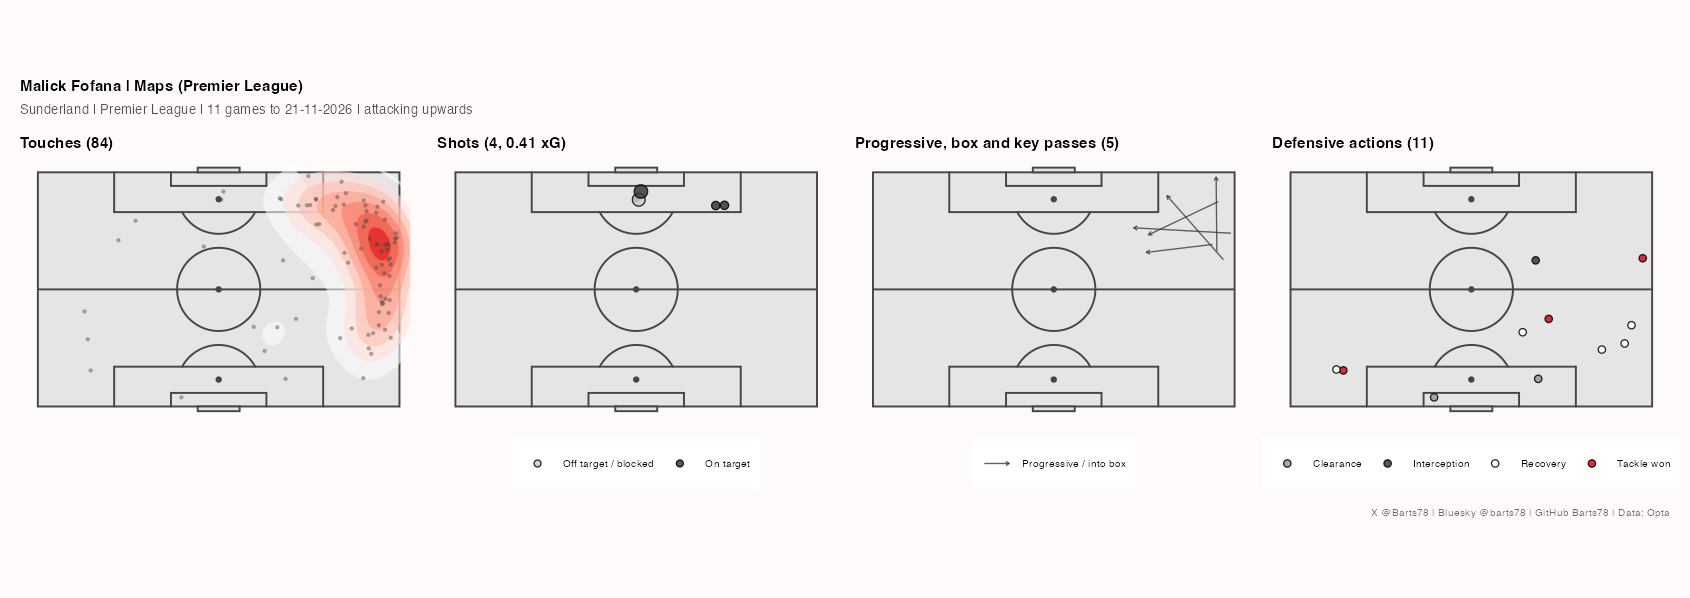 Malick Fofana | Maps (Premier League)
Sunderland | Premier League | 11 games to 21-11-2026 | attacking upwards
Touches (84)
Shots (4, 0.41 xG)
Progressive, box and key passes (5)
Defensive actions (11)
Off target / blocked
On target
Progressive / into box
Clearance
Interception
Recovery
Tackle won
X @Barts78 | Bluesky @barts78 | GitHub Barts78 | Data: Opta